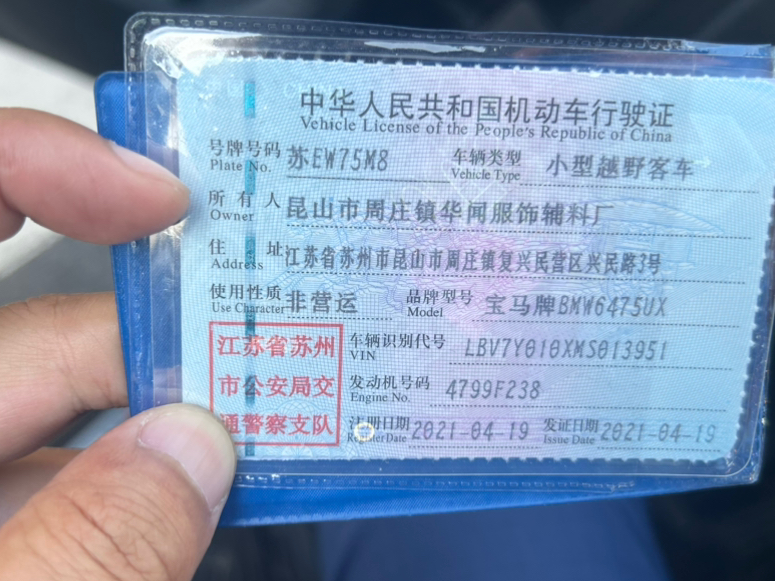 中华人民共和国机动车行驶证
Vehicle License of the People's Republic of China
号牌号码 苏EW75M8 车辆类型 小型越野客车
Plate No. Vehicle Type
所有人 昆山市周庄镇华闻服饰辅料厂
Owner
住址 江苏省苏州市昆山市周庄镇复兴民营区兴民路3号
Address
使用性质 非营运 品牌型号 宝马牌BMW6475UX
Use Character Model
江苏省苏州 车辆识别代号 LBV7Y010XMS013951
VIN
市公安局交 发动机号码 4799F238
Engine No.
通警察支队 注册日期 2021-04-19 发证日期 2021-04-19
Register Date Issue Date